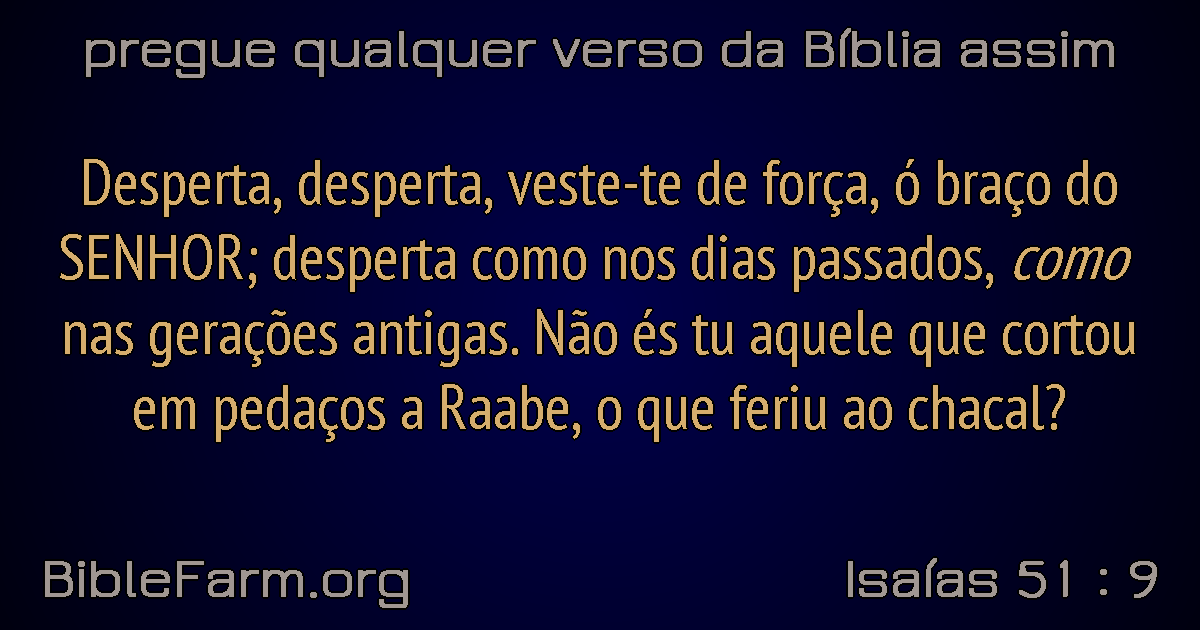 pregue qualquer verso da Bíblia assim
Desperta, desperta, veste-te de força, ó braço do
SENHOR; desperta como nos dias passados, como
nas gerações antigas. Não és tu aquele que cortou
em pedaços a Raabe, o que feriu ao chacal?
BibleFarm.org
Isaías 51 : 9